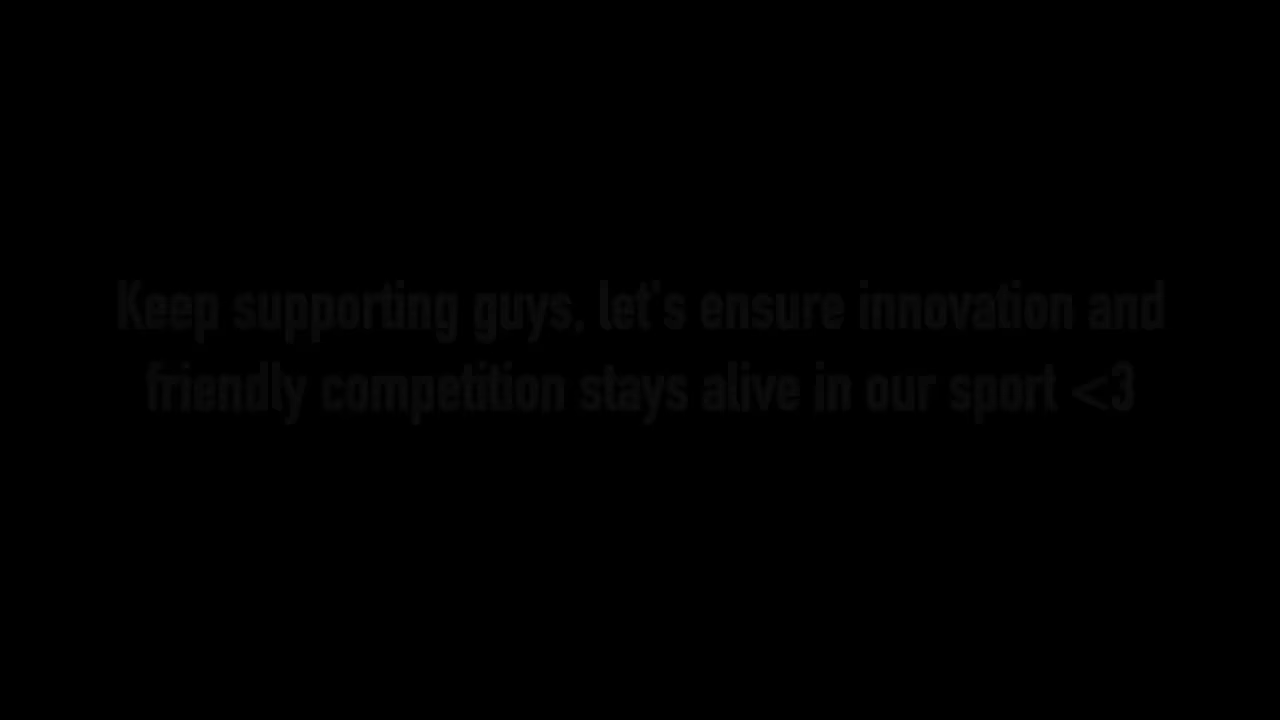 Keep supporting guys, let's ensure innovation and
friendly competition stays alive in our sport <3